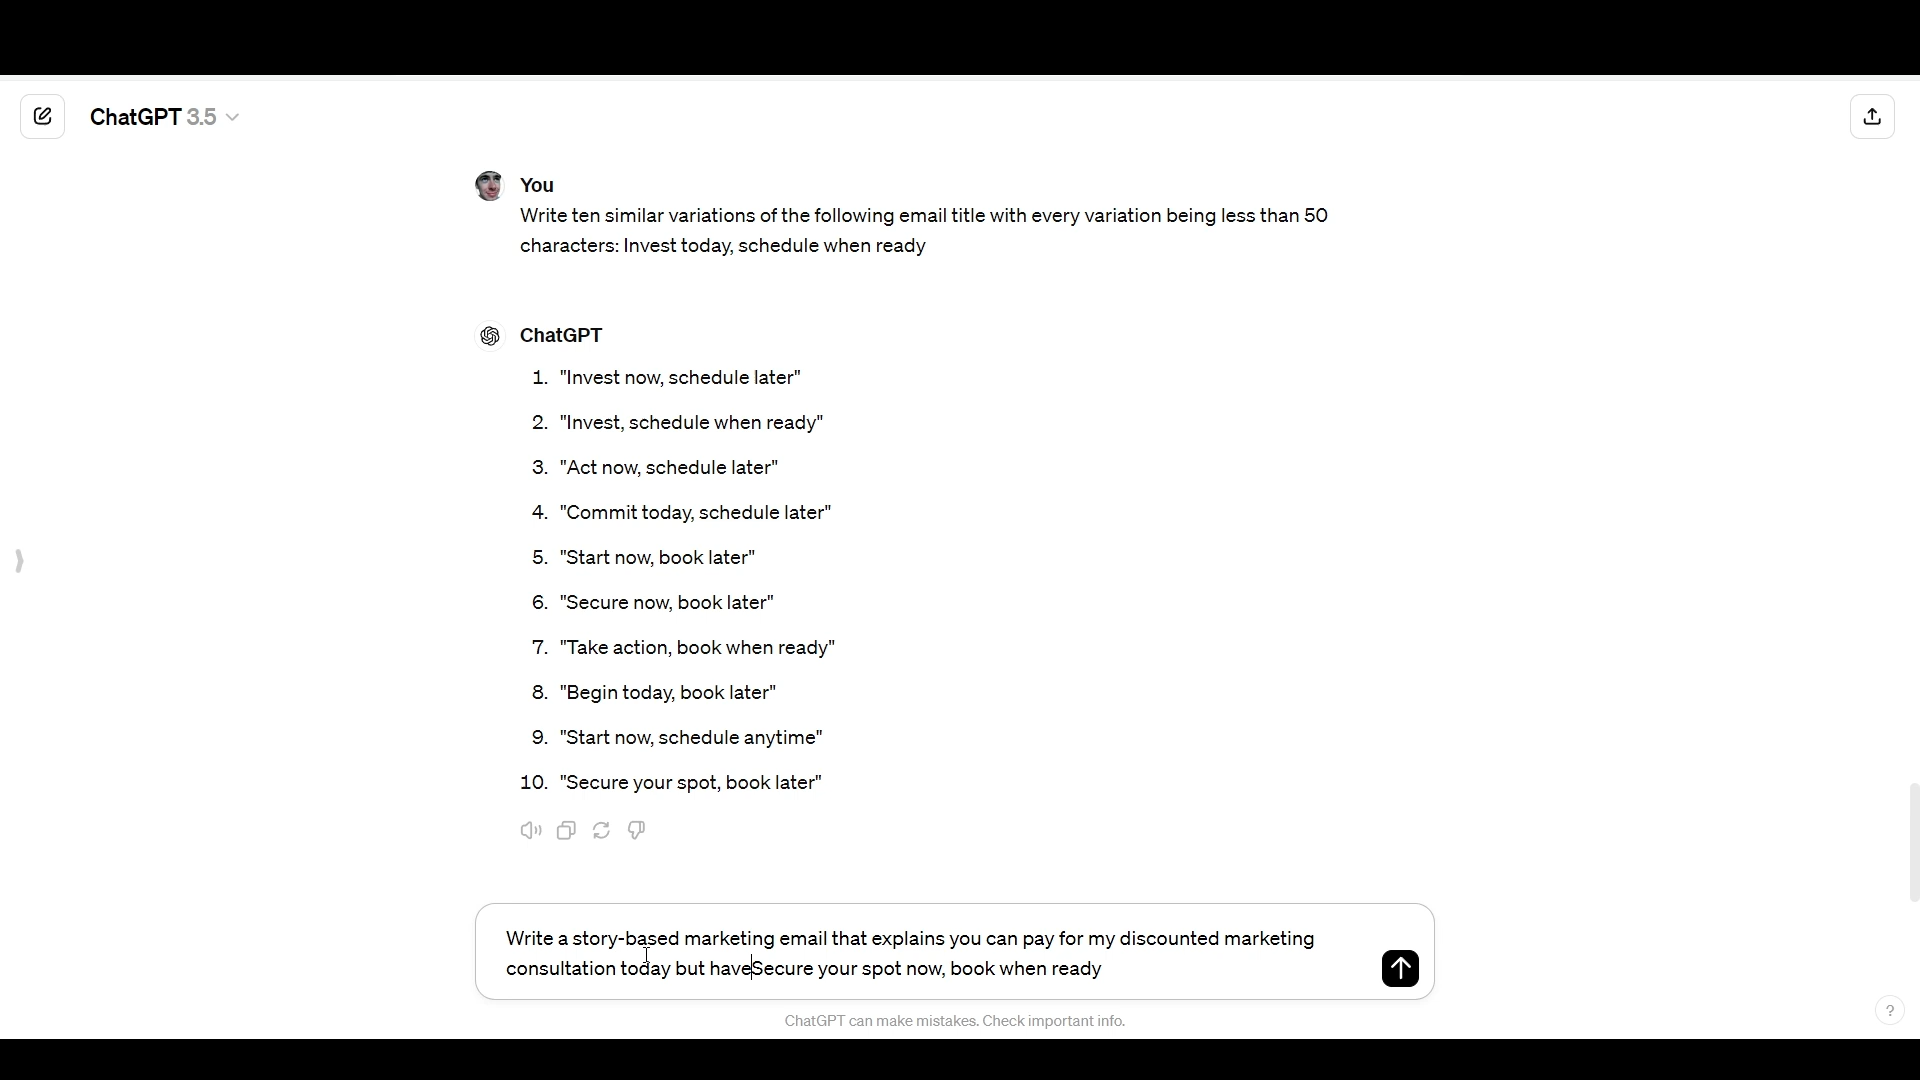 ChatGPT 3.5
You
Write ten similar variations of the following email title with every variation being less than 50
characters: Invest today, schedule when ready
ChatGPT
1. "Invest now, schedule later"
2. "Invest, schedule when ready"
3. "Act now, schedule later"
4. "Commit today, schedule later"
5. "Start now, book later"
6. "Secure now, book later"
7. "Take action, book when ready"
8. "Begin today, book later"
9. "Start now, schedule anytime"
10. "Secure your spot, book later"
Write a story-based marketing email that explains you can pay for my discounted marketing
consultation today but haveSecure your spot now, book when ready
ChatGPT can make mistakes. Check important info.
?